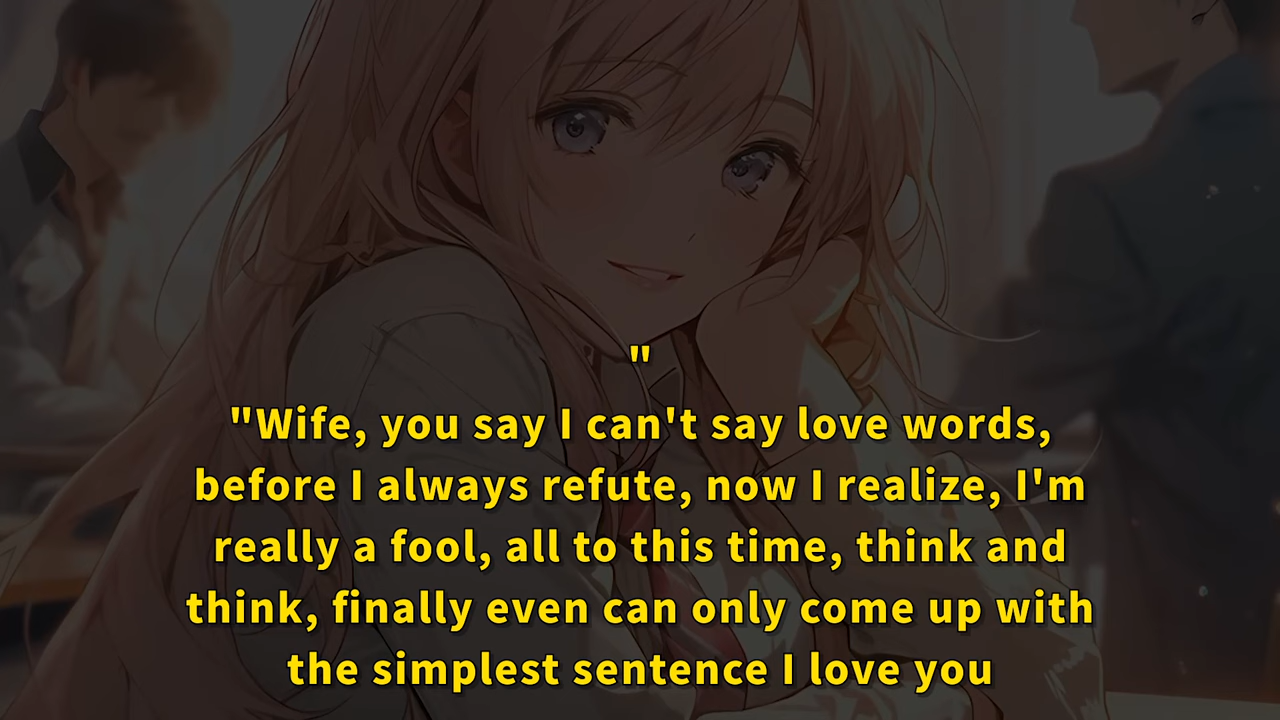 "
"Wife, you say I can't say love words,
before I always refute, now I realize, I'm
really a fool, all to this time, think and
think, finally even can only come up with
the simplest sentence I love you